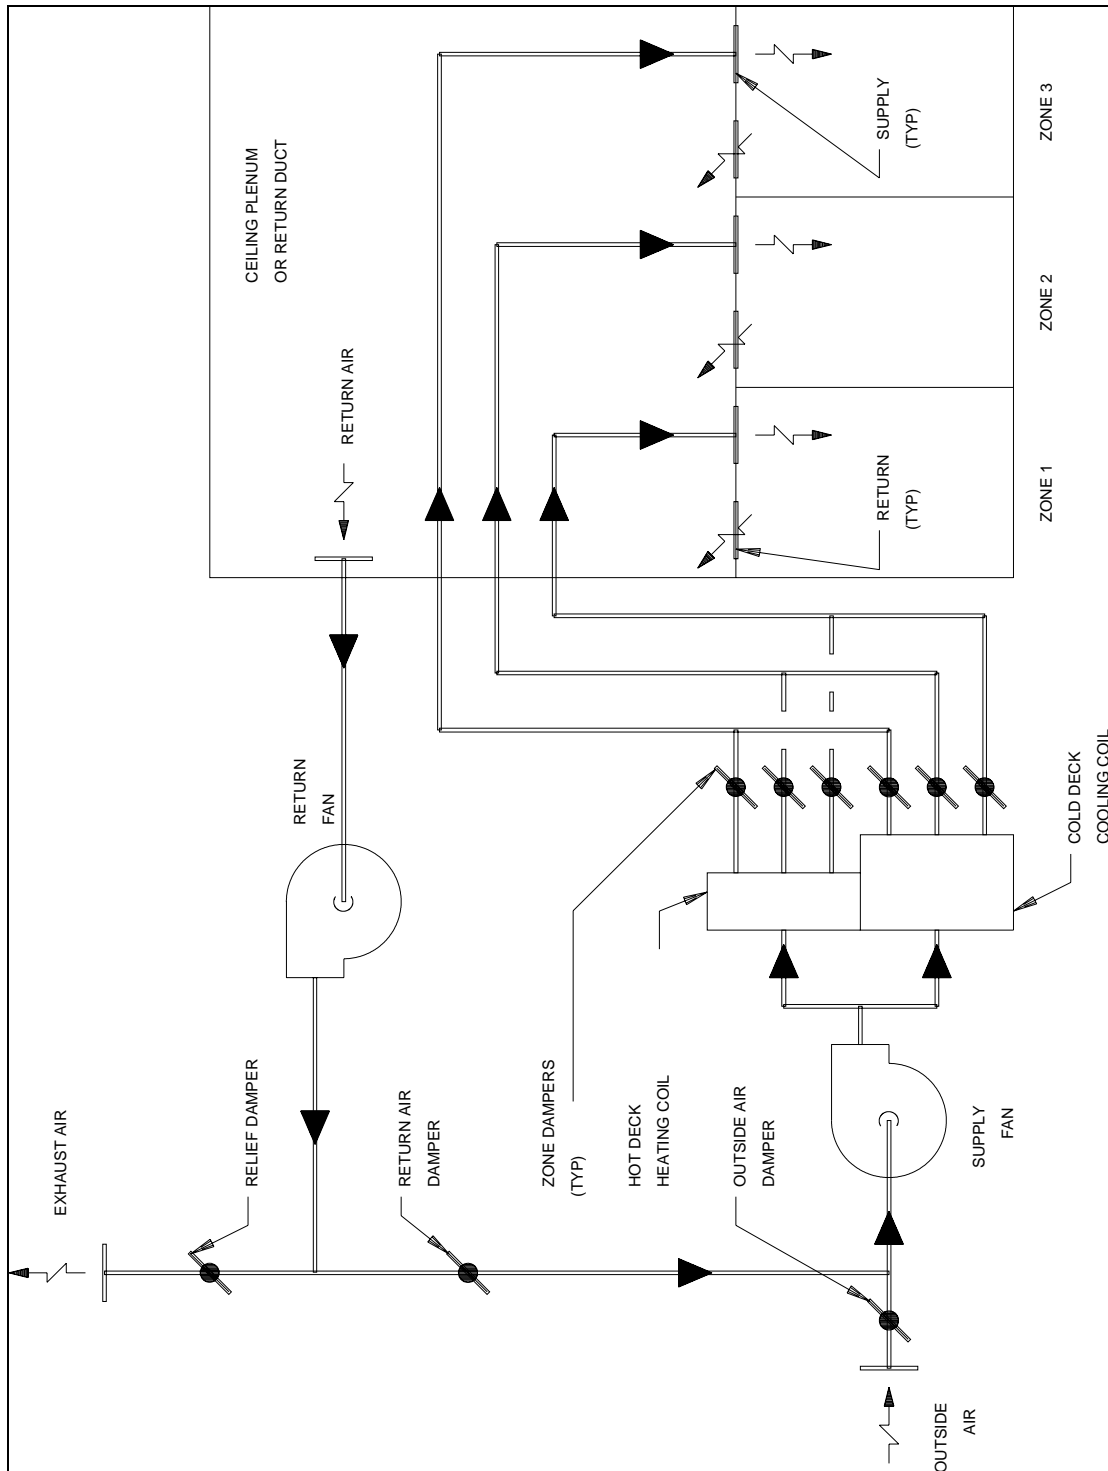 EXHAUST AIR
RELIEF DAMPER
RETURN
FAN
RETURN AIR
CEILING PLENUM
OR RETURN DUCT
RETURN AIR
DAMPER
ZONE DAMPERS
(TYP)
HOT DECK
HEATING COIL
OUTSIDE AIR
DAMPER
OUTSIDE
AIR
SUPPLY
FAN
COLD DECK
COOLING COIL
RETURN
(TYP)
SUPPLY
(TYP)
ZONE 1
ZONE 2
ZONE 3